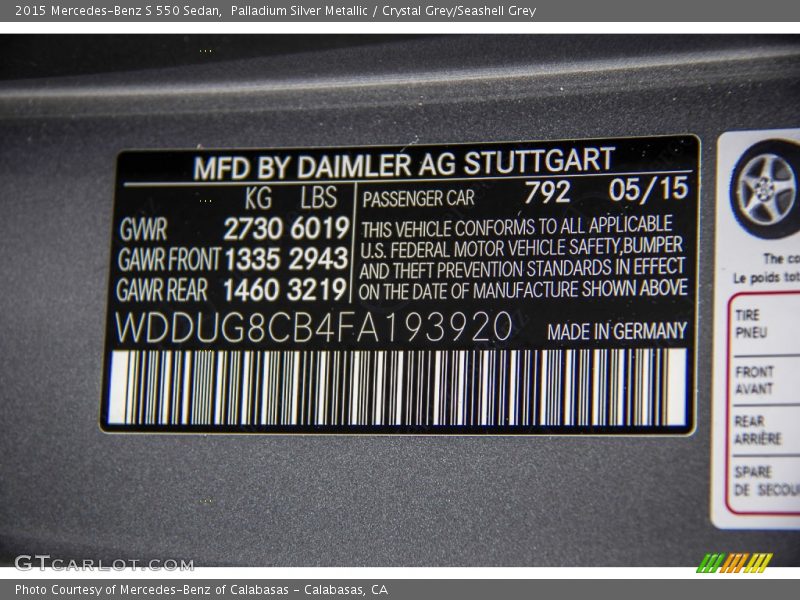 2015 Mercedes-Benz S 550 Sedan, Palladium Silver Metallic / Crystal Grey/Seashell Grey
MFD BY DAIMLER AG STUTTGART
KG LBS
GVWR 2730 6019
GAWR FRONT 1335 2943
GAWR REAR 1460 3219
PASSENGER CAR 792 05/15
THIS VEHICLE CONFORMS TO ALL APPLICABLE
U.S. FEDERAL MOTOR VEHICLE SAFETY,BUMPER
AND THEFT PREVENTION STANDARDS IN EFFECT
ON THE DATE OF MANUFACTURE SHOWN ABOVE
WDDUG8CB4FA193920 MADE IN GERMANY
The
Le poids
TIRE
PNEU
FRONT
AVANT
REAR
ARRIÈRE
SPARE
DE
GTCARLOT.COM
Photo Courtesy of Mercedes-Benz of Calabasas - Calabasas, CA